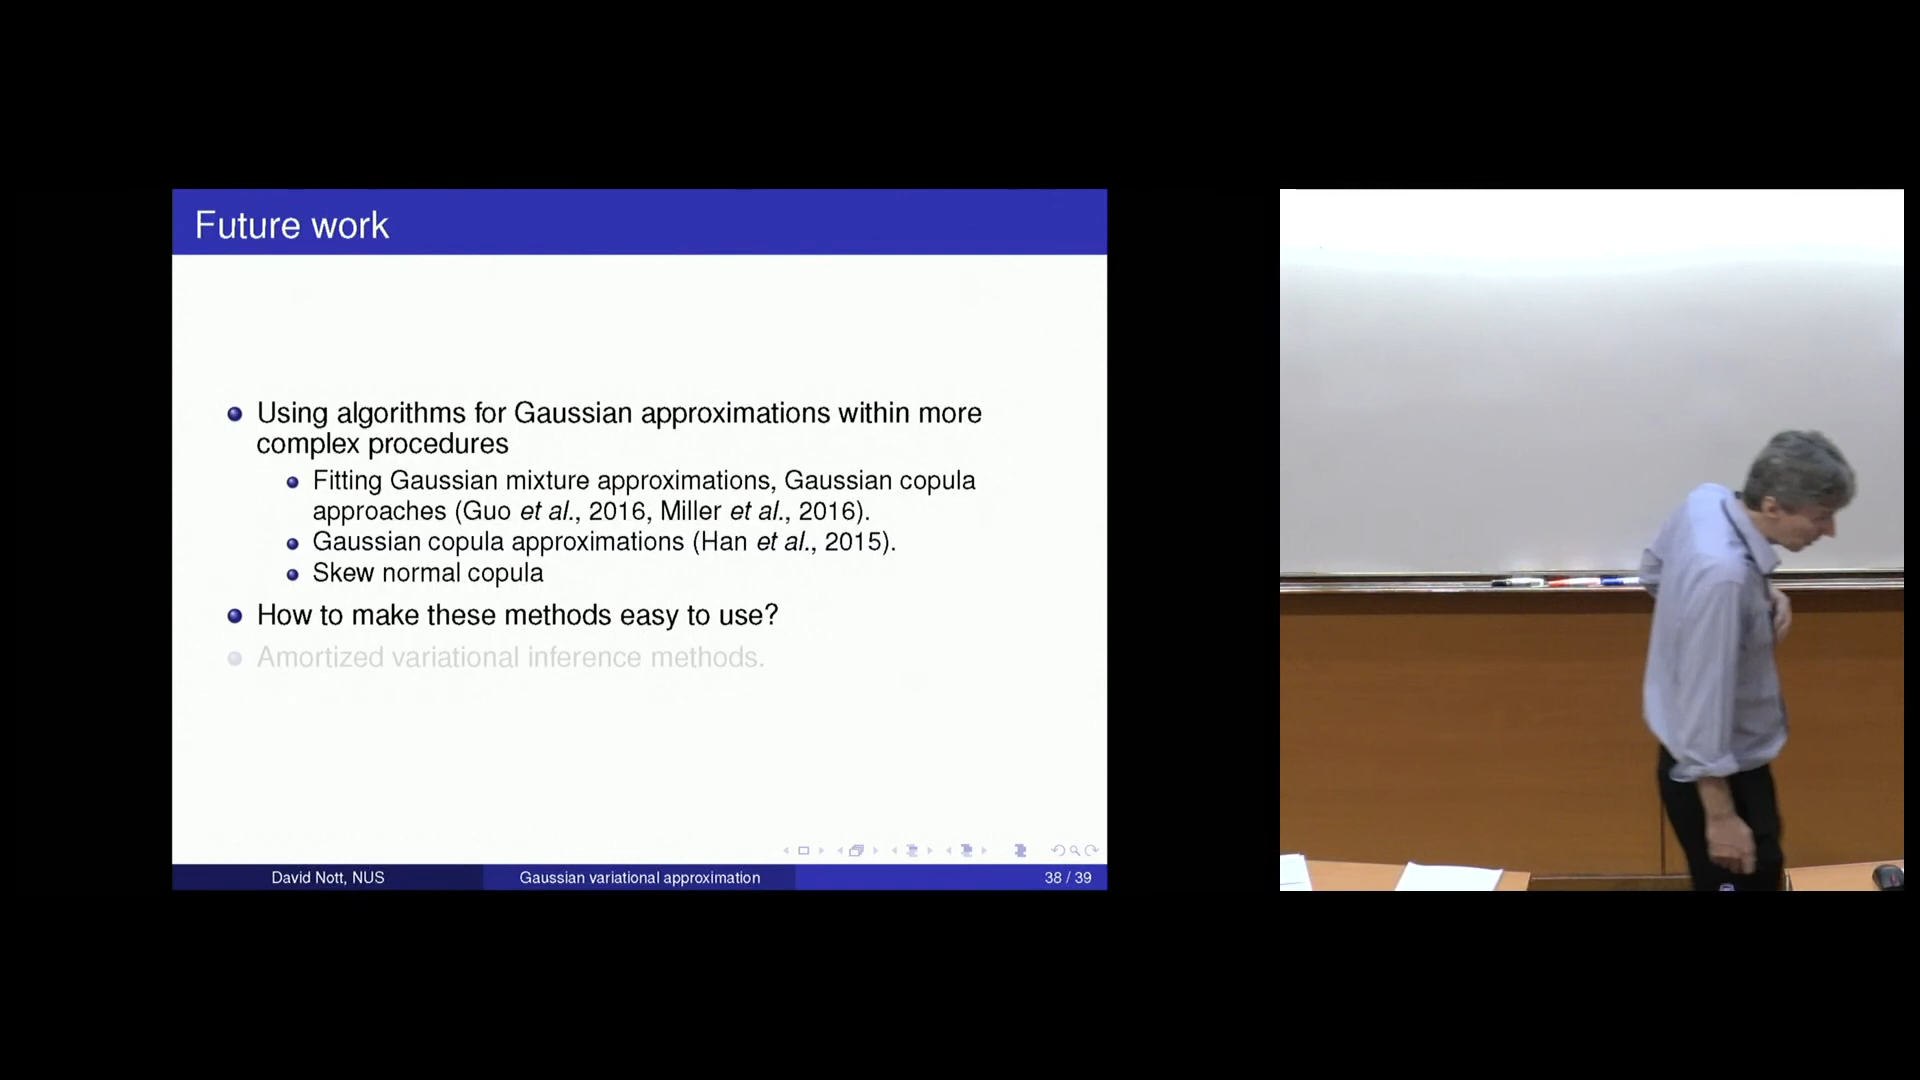 Future work
Using algorithms for Gaussian approximations within more
complex procedures
Fitting Gaussian mixture approximations, Gaussian copula
approaches (Guo et al., 2016, Miller et al., 2016).
Gaussian copula approximations (Han et al., 2015).
Skew normal copula
How to make these methods easy to use?
Amortized variational inference methods.
David Nott, NUS
Gaussian variational approximation
38 / 39